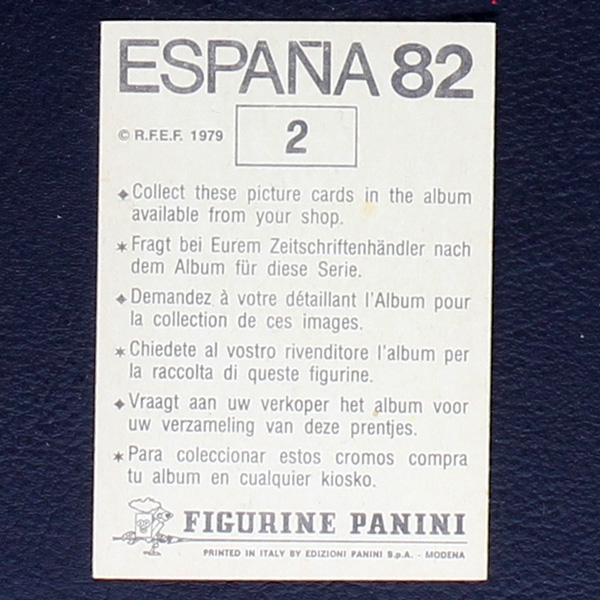 ESPAÑA 82
© R.F.E.F. 1979
2
✦ Collect these picture cards in the album
available from your shop.
✶ Fragt bei Eurem Zeitschriftenhändler nach
dem Album für diese Serie.
✦ Demandez à votre détaillant l'Album pour
la collection de ces images.
✶ Chiedete al vostro rivenditore l'album per
la raccolta di queste figurine.
✦ Vraagt aan uw verkoper het album voor
uw verzameling van deze prentjes.
✶ Para coleccionar estos cromos compra
tu album en cualquier kiosko.
FIGURINE PANINI
PRINTED IN ITALY BY EDIZIONI PANINI S.p.A. - MODENA